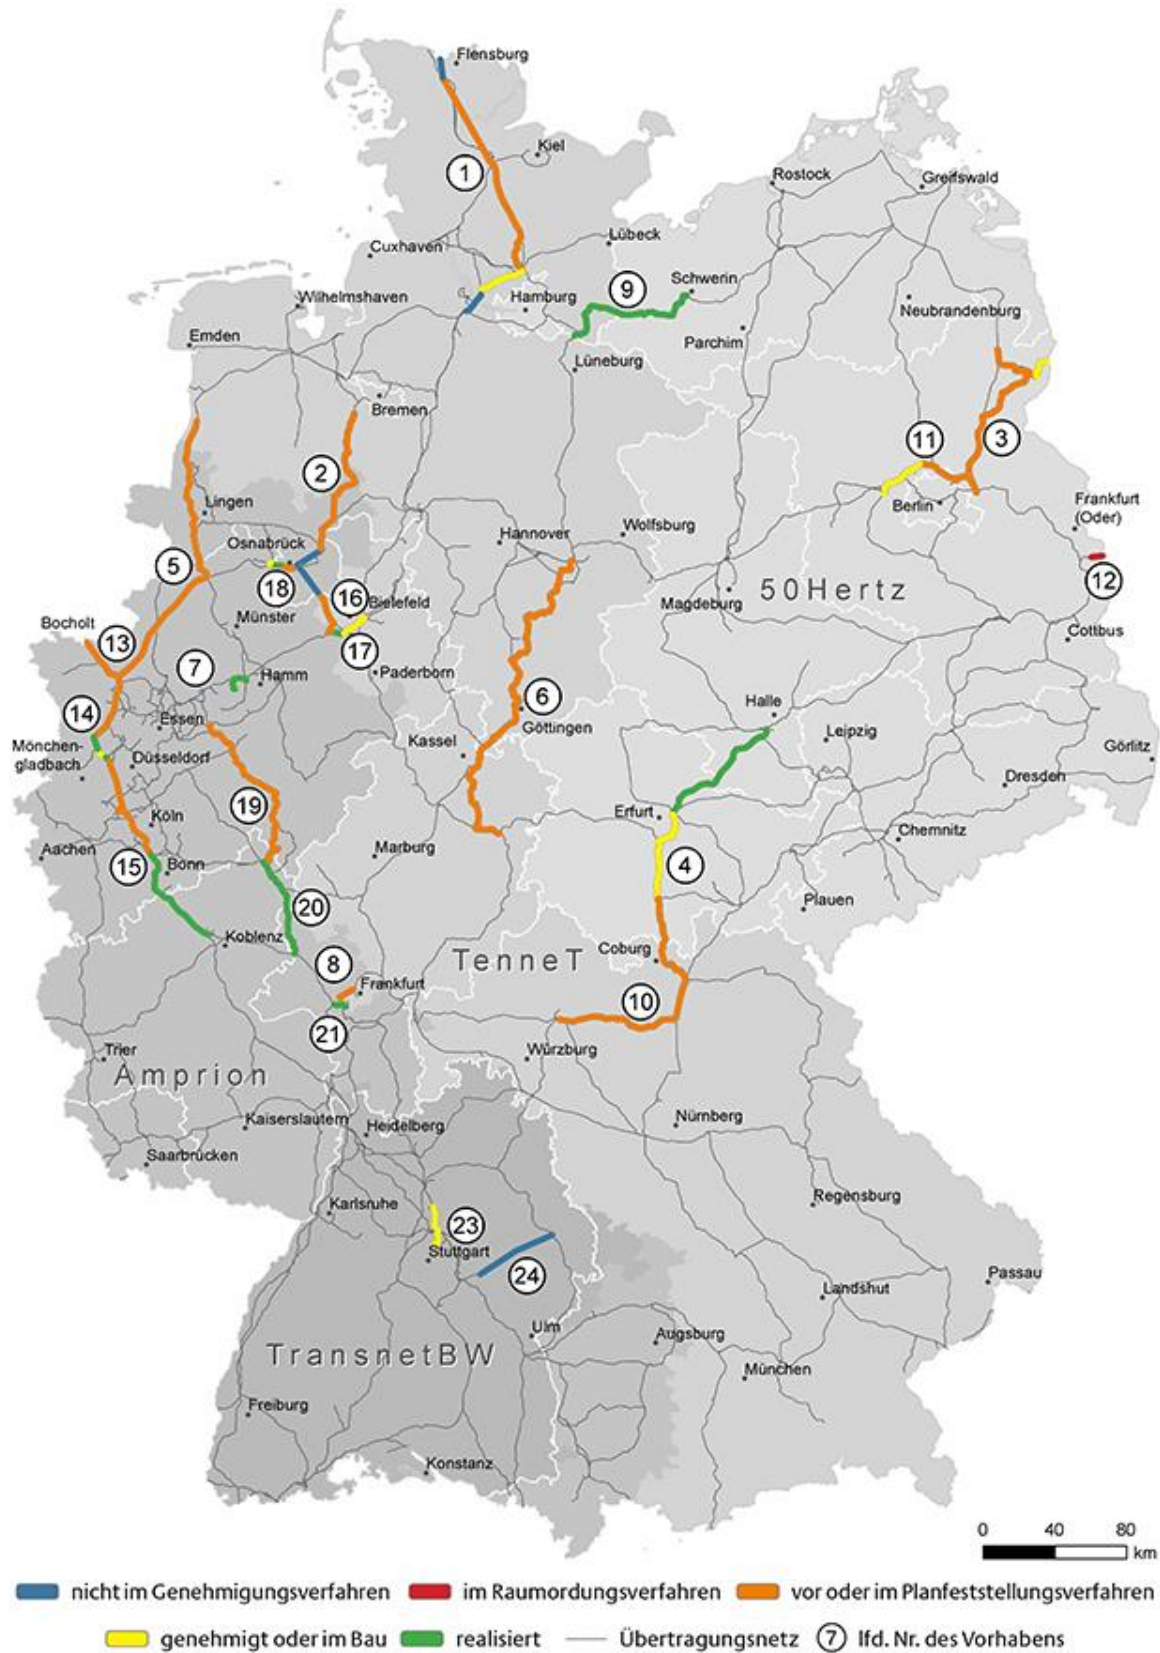 Flensburg
Kiel
1
Rostock
Greifswald
Lübeck
Cuxhaven
Schwerin
9
Wilhelmshaven
Hamburg
Neubrandenburg
Emden
Parchim
Lüneburg
Bremen
11
3
2
Lingen
Berlin
Frankfurt
(Oder)
Wolfsburg
Hannover
Osnabrück
5
18
12
50Hertz
16
Bielefeld
Magdeburg
Münster
Bocholt
13
17
Cottbus
7
Hamm
Paderborn
6
14
Essen
Halle
Göttingen
Leipzig
Kassel
Mönchen-
gladbach
Düsseldorf
Görlitz
Dresden
19
Köln
Erfurt
Chemnitz
Aachen
Marburg
15
Bonn
4
20
Plauen
Koblenz
Coburg
TenneT
8
Frankfurt
10
21
Würzburg
Trier
Amprion
Kaiserslautern
Heidelberg
Nürnberg
Saarbrücken
Karlsruhe
Regensburg
23
Stuttgart
24
Passau
Landshut
Ulm
Augsburg
TransnetBW
München
Freiburg
Konstanz
0 40 80
km
nicht im Genehmigungsverfahren im Raumordungsverfahren vor oder im Planfeststellungsverfahren
genehmigt oder im Bau realisiert Übertragungsnetz 7 lfd. Nr. des Vorhabens